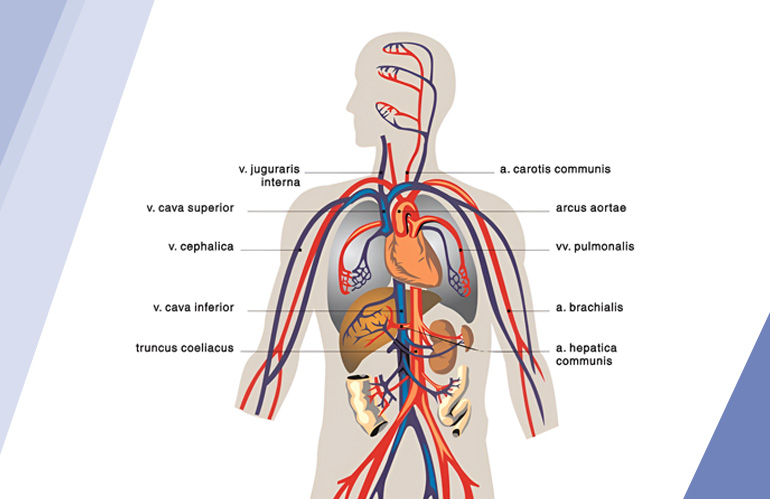 v. juguraris
interna
a. carotis communis
v. cava superior
arcus aortae
v. cephalica
vv. pulmonalis
v. cava inferior
a. brachialis
truncus coeliacus
a. hepatica
communis